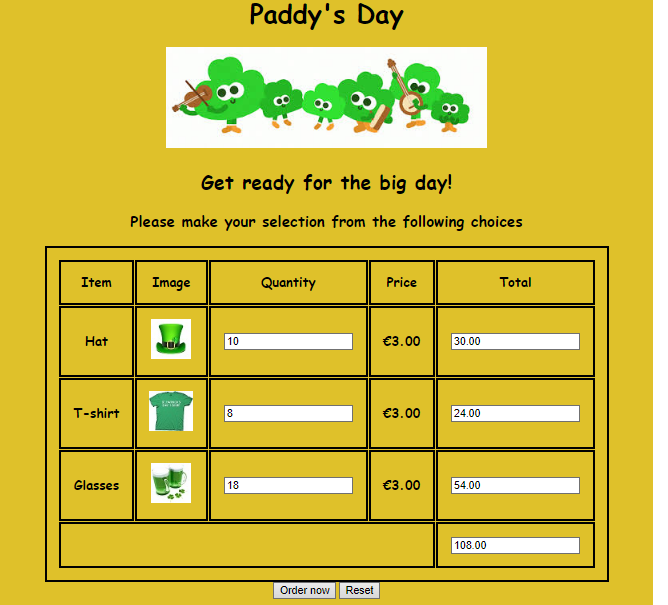 Paddy's Day
Get ready for the big day!
Please make your selection from the following choices
Item Image Quantity Price Total
Hat 10 €3.00 30.00
T-shirt 8 €3.00 24.00
Glasses 18 €3.00 54.00
108.00
Order now Reset